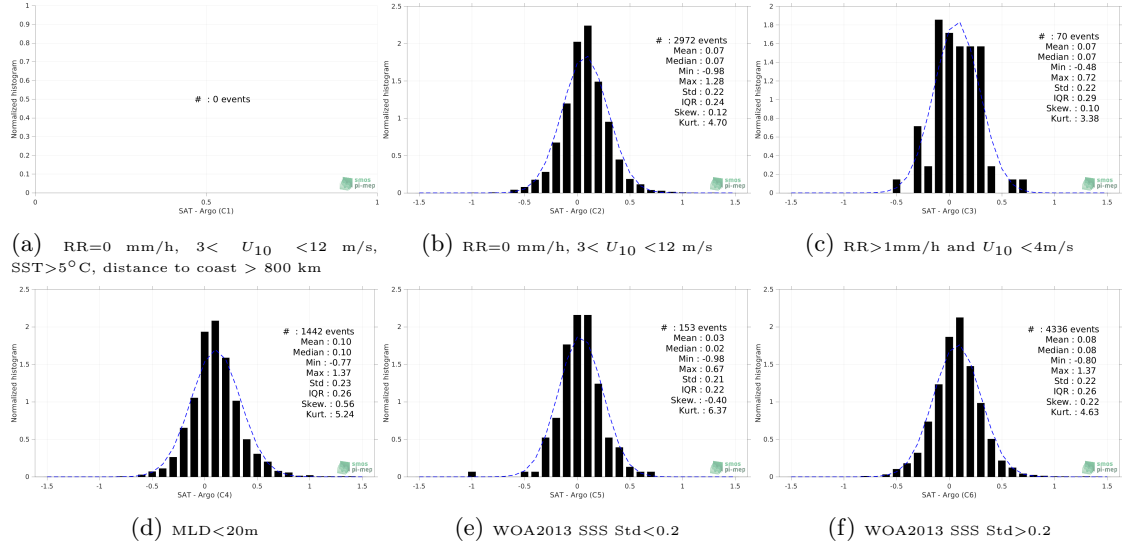 1
0.9
0.8
0.7
0.6
0.5
0.4
0.3
0.2
0.1
0
Normalized histogram
# : 0 events
smos
pi-mep
0 0.5 1
SAT - Argo (C1)
(a) RR=0 mm/h, 3< U10 <12 m/s,
SST>5°C, distance to coast > 800 km
2.5
2
1.5
1
0.5
0
Normalized histogram
# : 2972 events
Mean : 0.07
Median : 0.07
Min : -0.98
Max : 1.28
Std : 0.22
IQR : 0.24
Skew. : 0.12
Kurt. : 4.70
smos
pi-mep
-1.5 -1 -0.5 0 0.5 1 1.5
SAT - Argo (C2)
(b) RR=0 mm/h, 3< U10 <12 m/s
2
1.8
1.6
1.4
1.2
1
0.8
0.6
0.4
0.2
0
Normalized histogram
# : 70 events
Mean : 0.07
Median : 0.07
Min : -0.48
Max : 0.72
Std : 0.22
IQR : 0.29
Skew. : 0.10
Kurt. : 3.38
smos
pi-mep
-1.5 -1 -0.5 0 0.5 1 1.5
SAT - Argo (C3)
(c) RR>1mm/h and U10 <4m/s
2.5
2
1.5
1
0.5
0
Normalized histogram
# : 1442 events
Mean : 0.10
Median : 0.10
Min : -0.77
Max : 1.37
Std : 0.23
IQR : 0.26
Skew. : 0.56
Kurt. : 5.24
smos
pi-mep
-1.5 -1 -0.5 0 0.5 1 1.5
SAT - Argo (C4)
(d) MLD<20m
2.5
2
1.5
1
0.5
0
Normalized histogram
# : 153 events
Mean : 0.03
Median : 0.02
Min : -0.98
Max : 0.67
Std : 0.21
IQR : 0.22
Skew. : -0.40
Kurt. : 6.37
smos
pi-mep
-1.5 -1 -0.5 0 0.5 1 1.5
SAT - Argo (C5)
(e) WOA2013 SSS Std<0.2
2.5
2
1.5
1
0.5
0
Normalized histogram
# : 4336 events
Mean : 0.08
Median : 0.08
Min : -0.80
Max : 1.37
Std : 0.22
IQR : 0.26
Skew. : 0.22
Kurt. : 4.63
smos
pi-mep
-1.5 -1 -0.5 0 0.5 1 1.5
SAT - Argo (C6)
(f) WOA2013 SSS Std>0.2